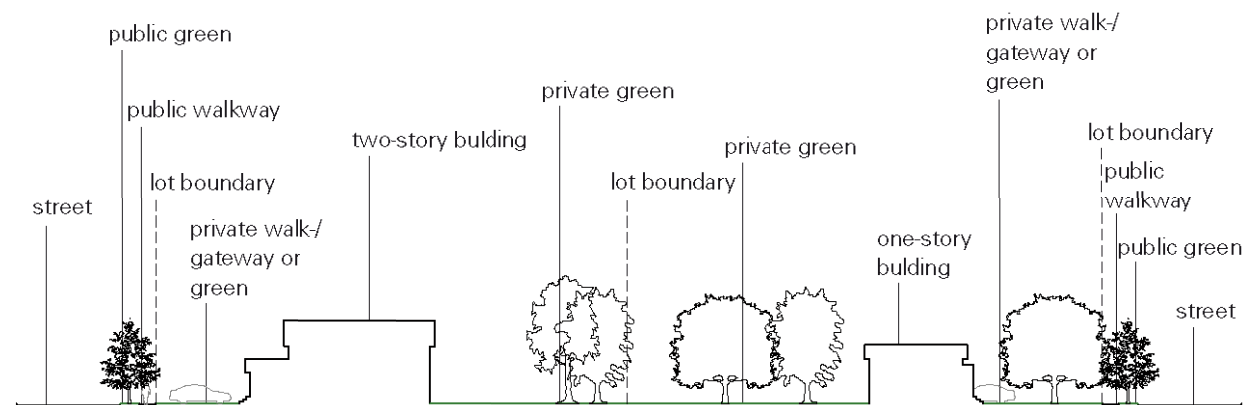 public green
public walkway
lot boundary
street
private walk-/
gateway or
green
two-story bulding
private green
lot boundary
private green
one-story
bulding
private walk-/
gateway or
green
lot boundary
public
walkway
public green
street